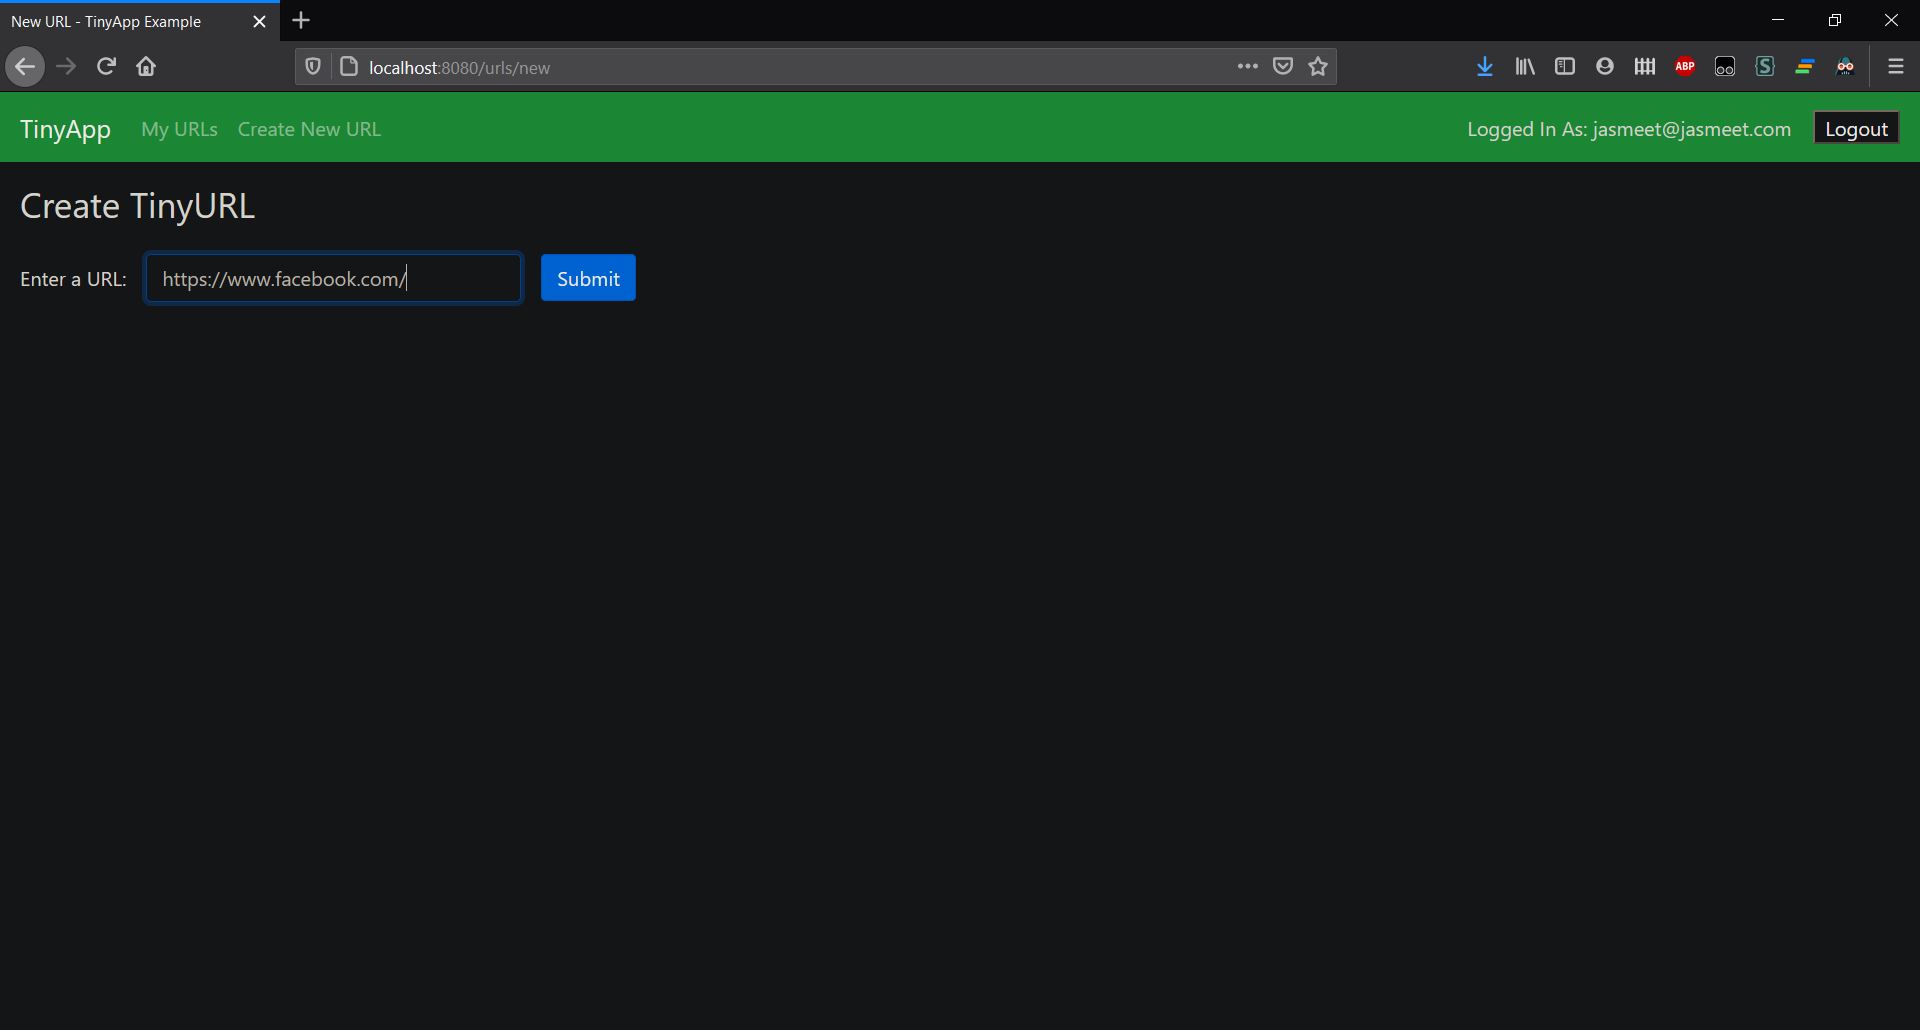 New URL - TinyApp Example
localhost:8080/urls/new
ABP
TinyApp My URLs Create New URL Logged In As: jasmeet@jasmeet.com Logout
Create TinyURL
Enter a URL: https://www.facebook.com/ Submit